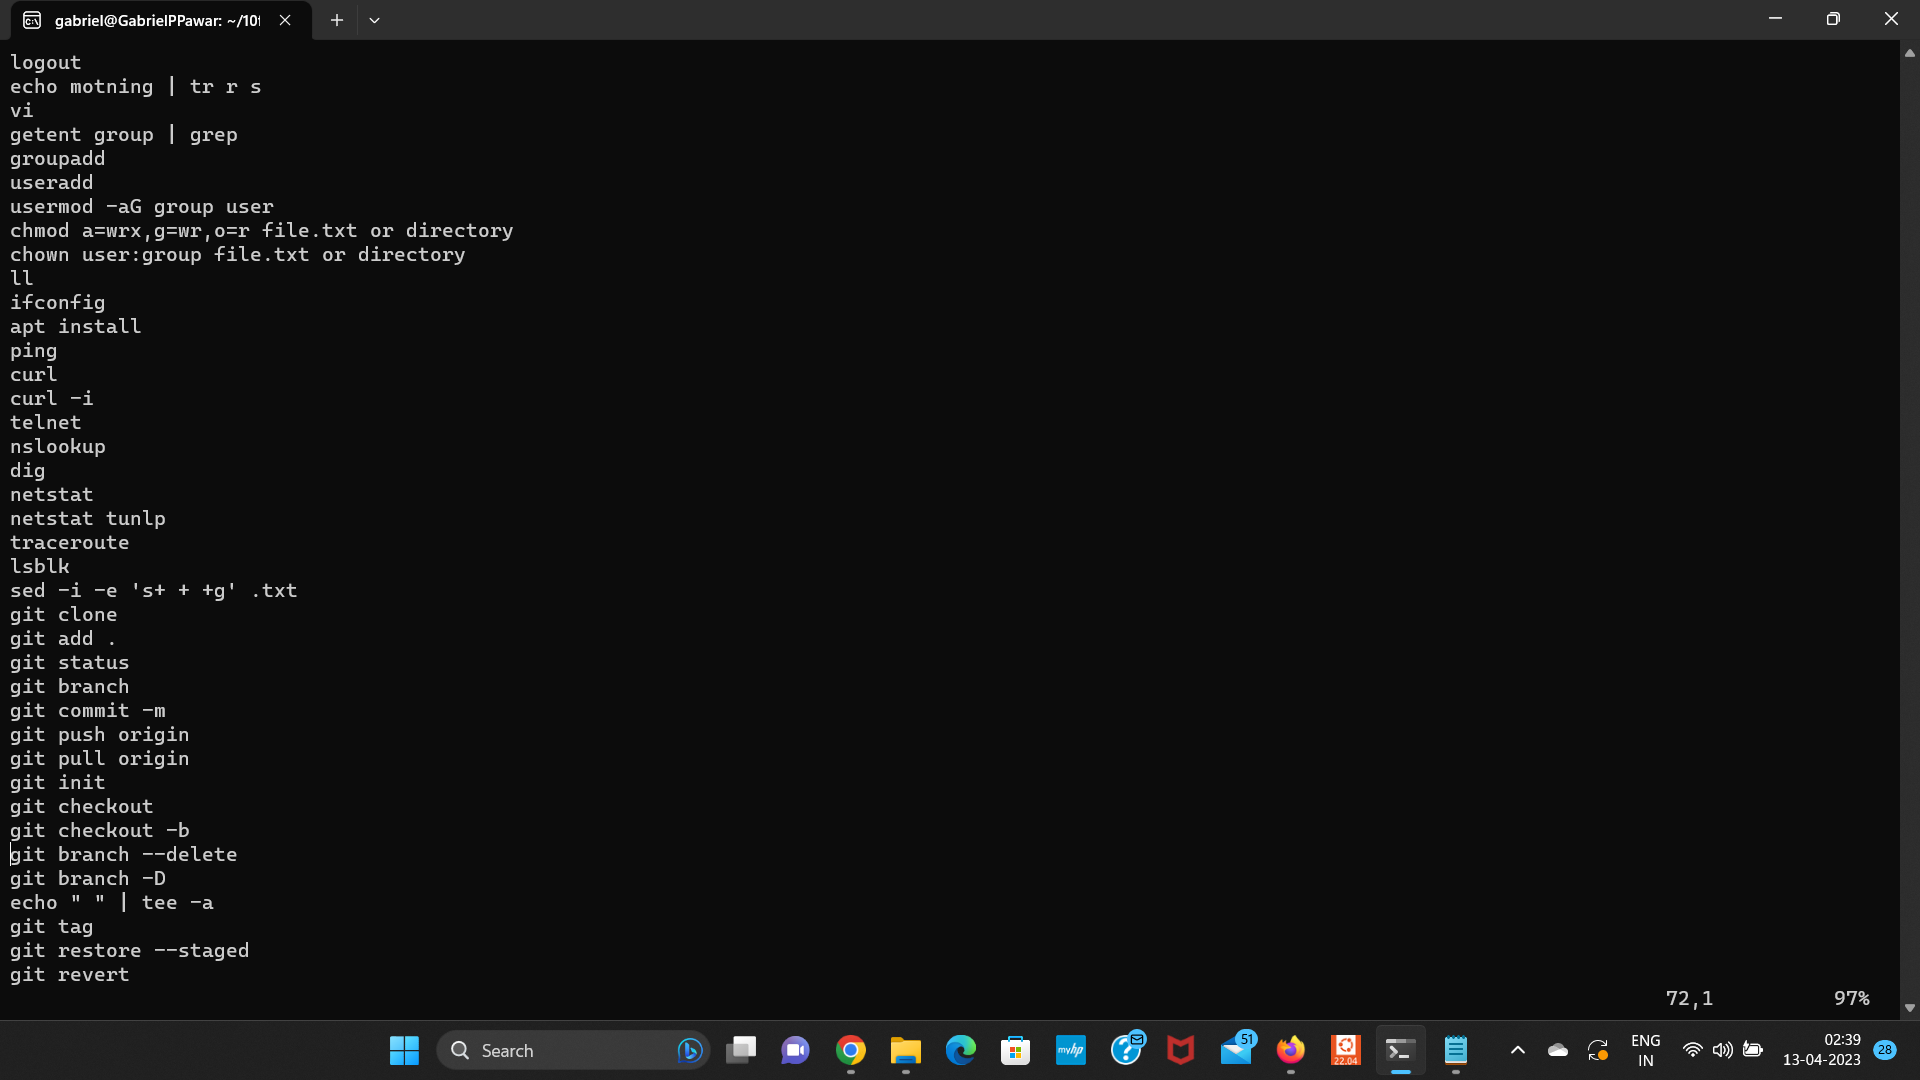 gabriel@GabrielPPawar: ~/10
logout
echo motning | tr r s
vi
getent group | grep
groupadd
useradd
usermod -aG group user
chmod a=wrx,g=wr,o=r file.txt or directory
chown user:group file.txt or directory
ll
ifconfig
apt install
ping
curl
curl -i
telnet
nslookup
dig
netstat
netstat tunlp
traceroute
lsblk
sed -i -e 's+ + +g' .txt
git clone
git add .
git status
git branch
git commit -m
git push origin
git pull origin
git init
git checkout
git checkout -b
git branch --delete
git branch -D
echo " " | tee -a
git tag
git restore --staged
git revert
72,1 97%
Search
myhp
51
22.04
ENG
IN
02:39
13-04-2023
28